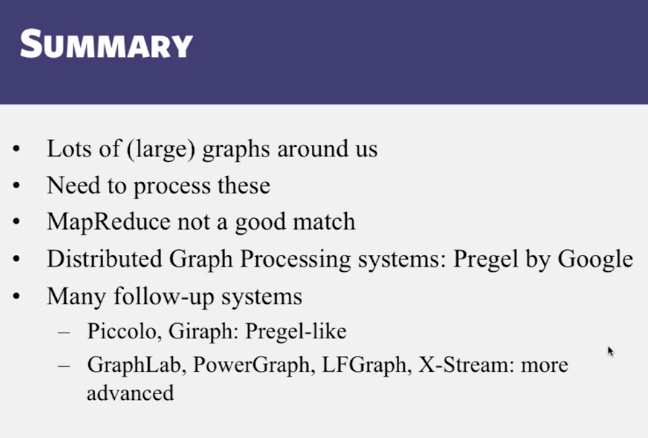 SUMMARY
• Lots of (large) graphs around us
• Need to process these
• MapReduce not a good match
• Distributed Graph Processing systems: Pregel by Google
• Many follow-up systems
– Piccolo, Giraph: Pregel-like
– GraphLab, PowerGraph, LFGraph, X-Stream: more
advanced